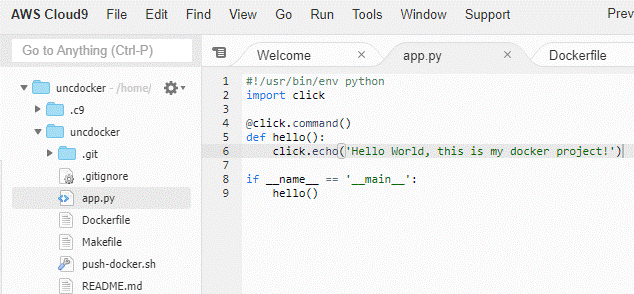 AWS Cloud9 File Edit Find View Go Run Tools Window Support Prev
Go to Anything (Ctrl-P)
Welcome × app.py × Dockerfile
uncdocker - /home/
.c9
uncdocker
.git
.gitignore
app.py
Dockerfile
Makefile
push-docker.sh
README.md
1 #!/usr/bin/env python
2 import click
3
4 @click.command()
5 def hello():
6     click.echo('Hello World, this is my docker project!')
7
8 if __name__ == '__main__':
9     hello()